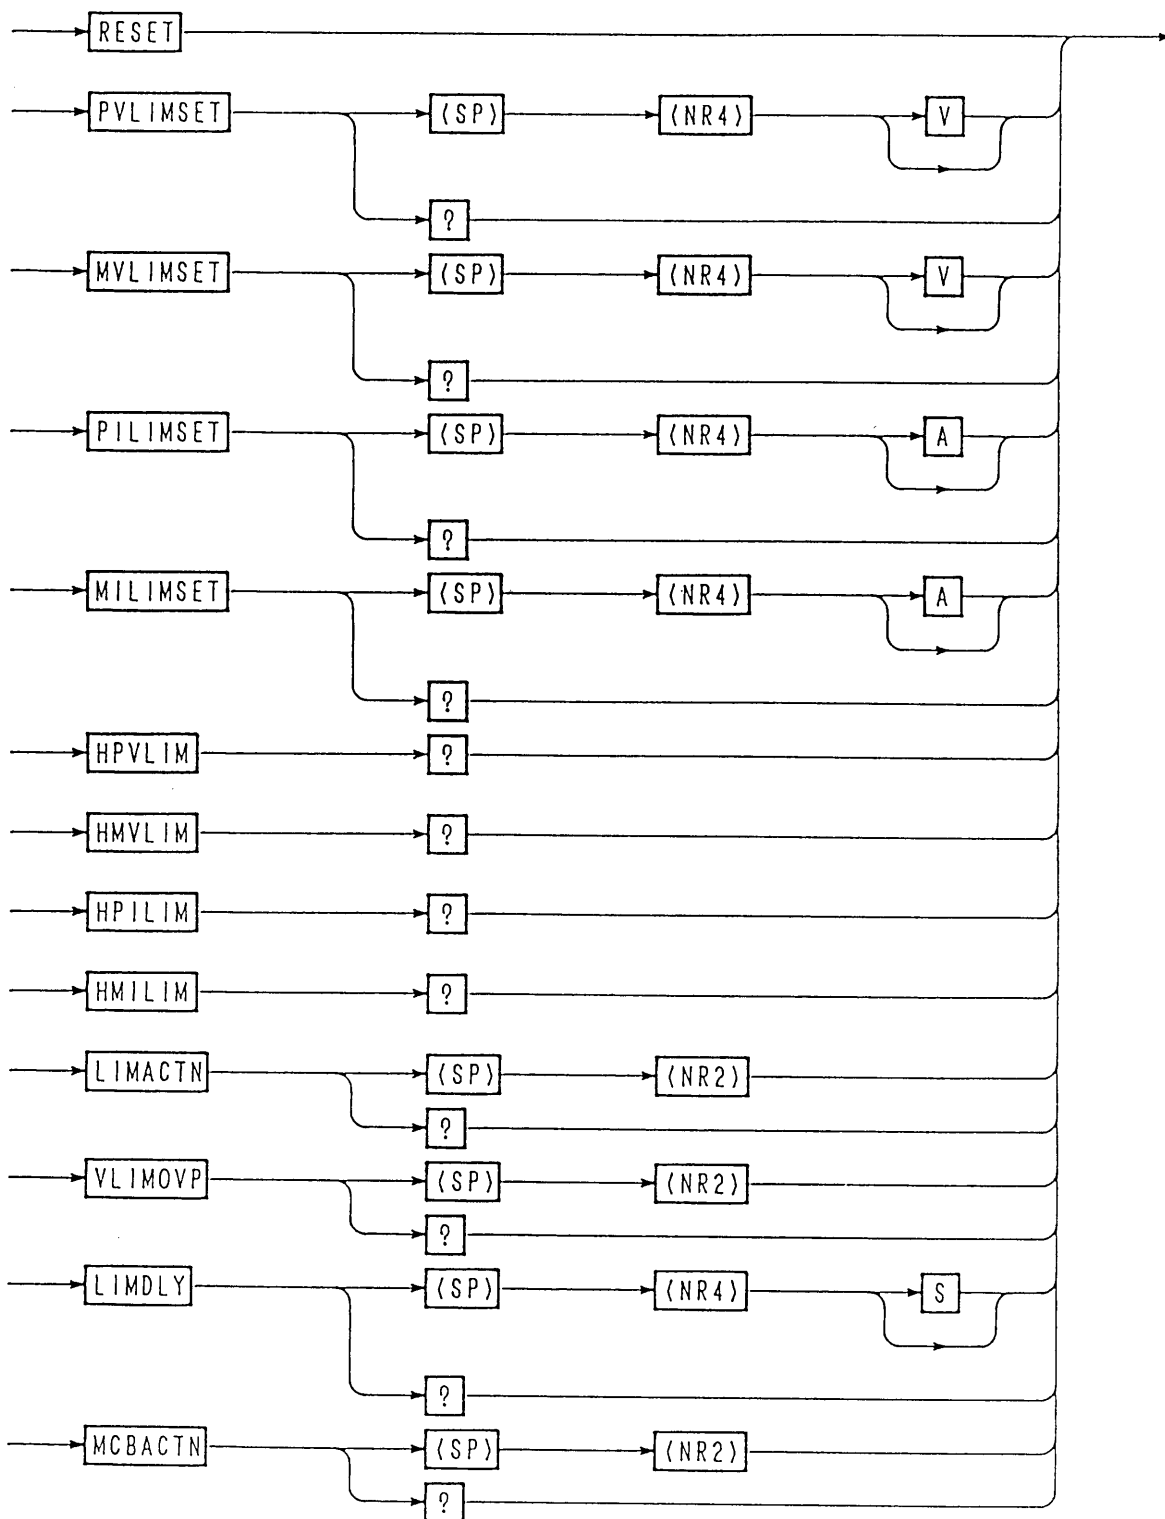 RESET
PVLIMSET ⟨SP⟩ ⟨NR4⟩ V
?
MVLIMSET ⟨SP⟩ ⟨NR4⟩ V
?
PILIMSET ⟨SP⟩ ⟨NR4⟩ A
?
MILIMSET ⟨SP⟩ ⟨NR4⟩ A
?
HPVLIM ?
HMVLIM ?
HPILIM ?
HMILIM ?
LIMACTN ⟨SP⟩ ⟨NR2⟩
?
VLIMOVP ⟨SP⟩ ⟨NR2⟩
?
LIMDLY ⟨SP⟩ ⟨NR4⟩ S
?
MCBACTN ⟨SP⟩ ⟨NR2⟩
?